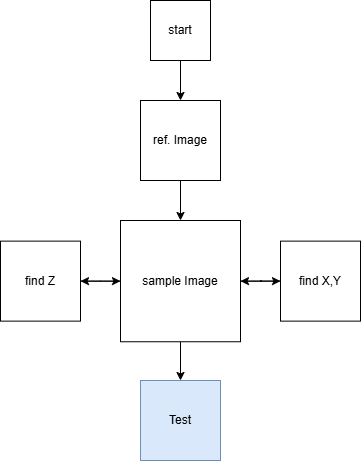 start
ref. Image
find Z
sample Image
find X,Y
Test